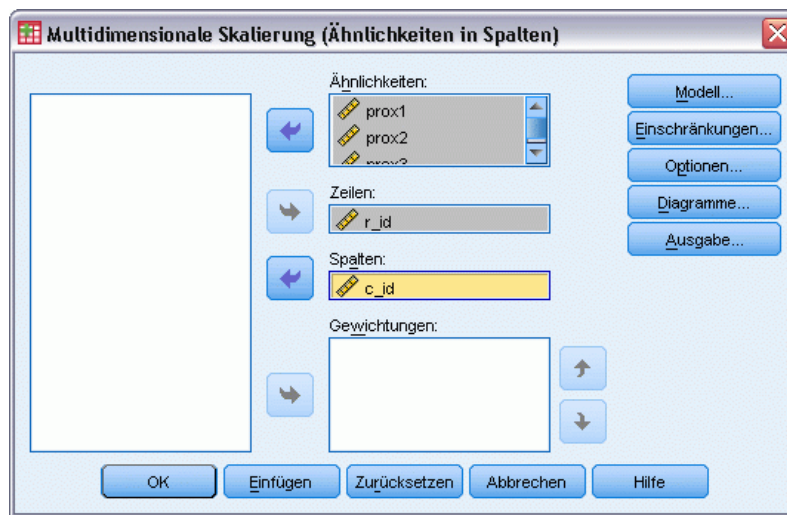 Multidimensionale Skalierung (Ähnlichkeiten in Spalten)
Ähnlichkeiten:
prox1
prox2
prox3
Zeilen:
r_id
Spalten:
c_id
Gewichtungen:
Modell...
Einschränkungen...
Optionen...
Diagramme...
Ausgabe...
OK
Einfügen
Zurücksetzen
Abbrechen
Hilfe